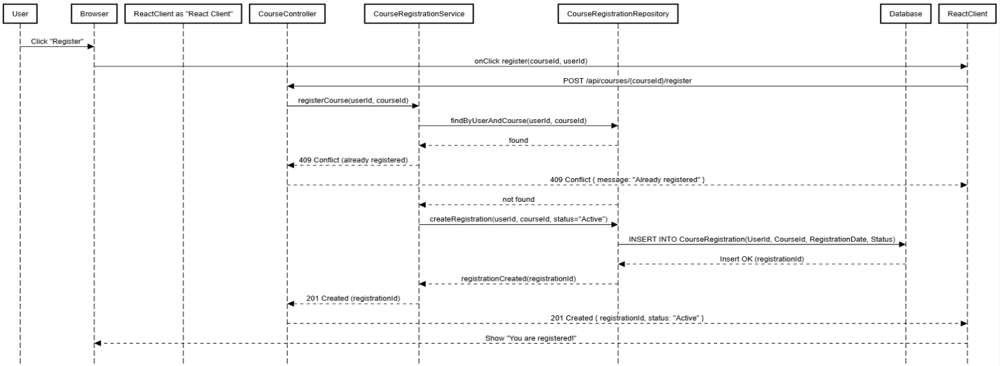 User
Browser
ReactClient as "React Client"
CourseController
CourseRegistrationService
CourseRegistrationRepository
Database
ReactClient
Click "Register"
onClick register(courseId, userId)
POST /api/courses/{courseId}/register
registerCourse(userId, courseId)
findByUserAndCourse(userId, courseId)
found
409 Conflict (already registered)
409 Conflict { message: "Already registered" }
not found
createRegistration(userId, courseId, status="Active")
INSERT INTO CourseRegistration(UserId, CourseId, RegistrationDate, Status)
Insert OK (registrationId)
registrationCreated(registrationId)
201 Created (registrationId)
201 Created { registrationId, status: "Active" }
Show "You are registered!"